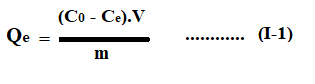 Qe = (C0 - Ce).V / m ............ (I-1)